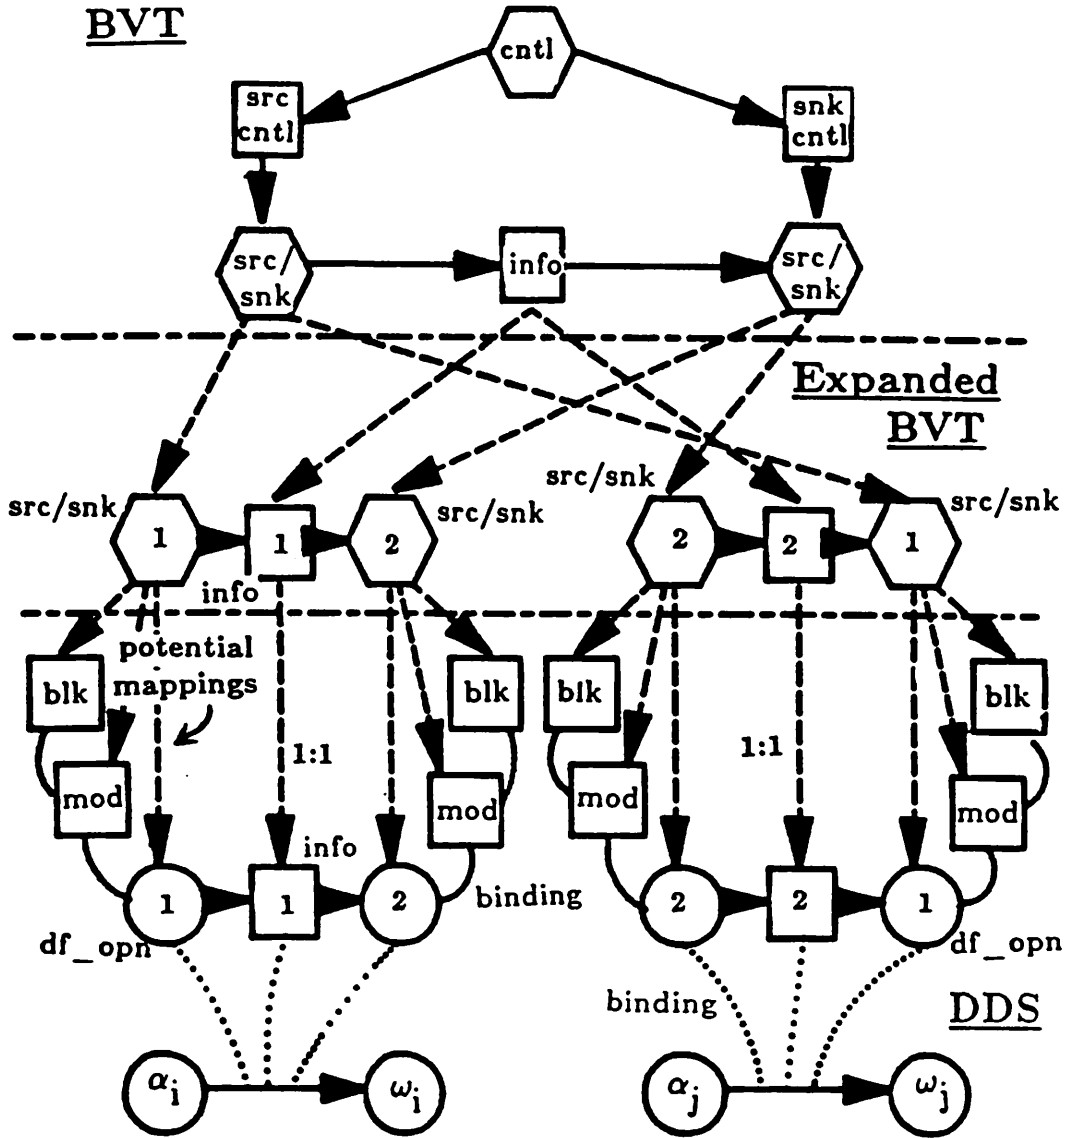 BVT
cntl
src
cntl
snk
cntl
src/
snk
info
src/
snk
Expanded
BVT
src/snk
1
1
2
src/snk
src/snk
2
2
1
src/snk
info
potential
mappings
blk
mod
1:1
blk
mod
blk
mod
1:1
blk
mod
info
1
1
2
binding
2
2
1
df_opn
df_opn
binding
DDS
αi
ωi
αj
ωj